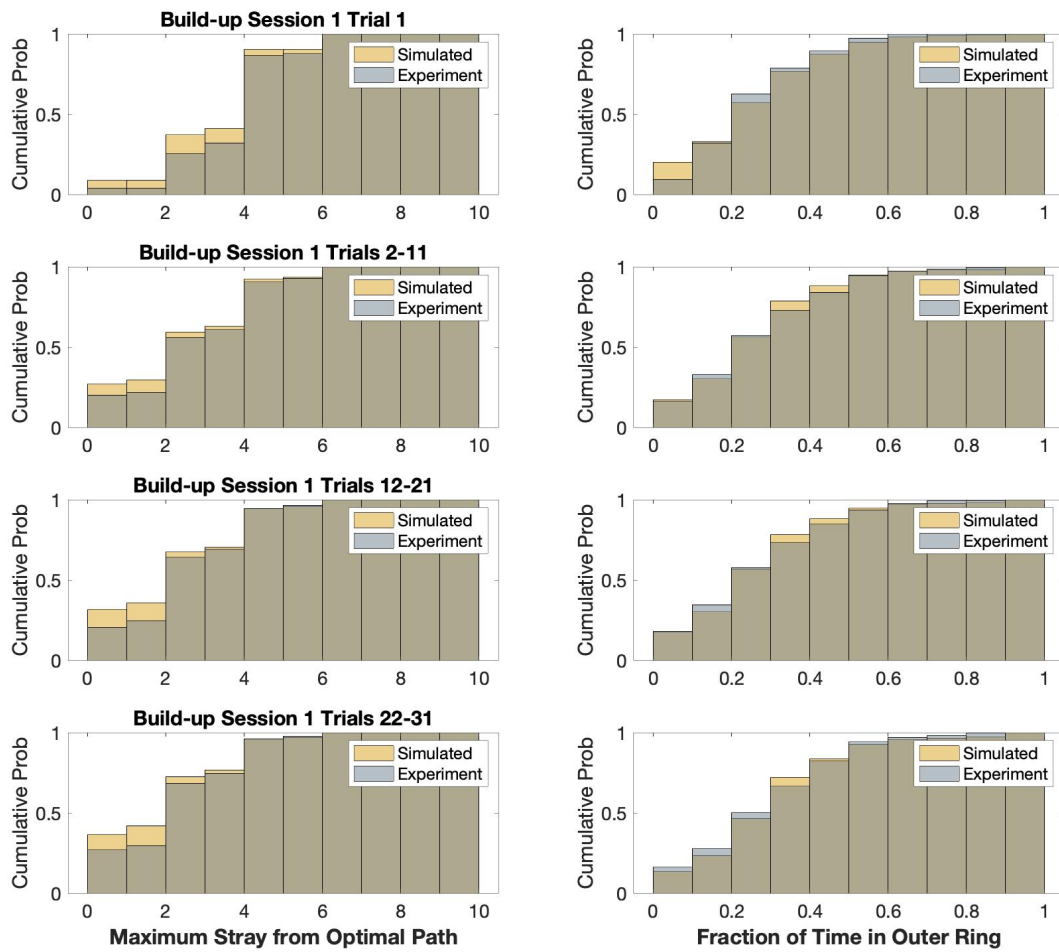 Build-up Session 1 Trial 1
Cumulative Prob
1
0.5
0
0 2 4 6 8 10
Simulated
Experiment
Cumulative Prob
1
0.5
0
0 0.2 0.4 0.6 0.8 1
Simulated
Experiment
Build-up Session 1 Trials 2-11
Cumulative Prob
1
0.5
0
0 2 4 6 8 10
Simulated
Experiment
Cumulative Prob
1
0.5
0
0 0.2 0.4 0.6 0.8 1
Simulated
Experiment
Build-up Session 1 Trials 12-21
Cumulative Prob
1
0.5
0
0 2 4 6 8 10
Simulated
Experiment
Cumulative Prob
1
0.5
0
0 0.2 0.4 0.6 0.8 1
Simulated
Experiment
Build-up Session 1 Trials 22-31
Cumulative Prob
1
0.5
0
0 2 4 6 8 10
Simulated
Experiment
Maximum Stray from Optimal Path
Cumulative Prob
1
0.5
0
0 0.2 0.4 0.6 0.8 1
Simulated
Experiment
Fraction of Time in Outer Ring